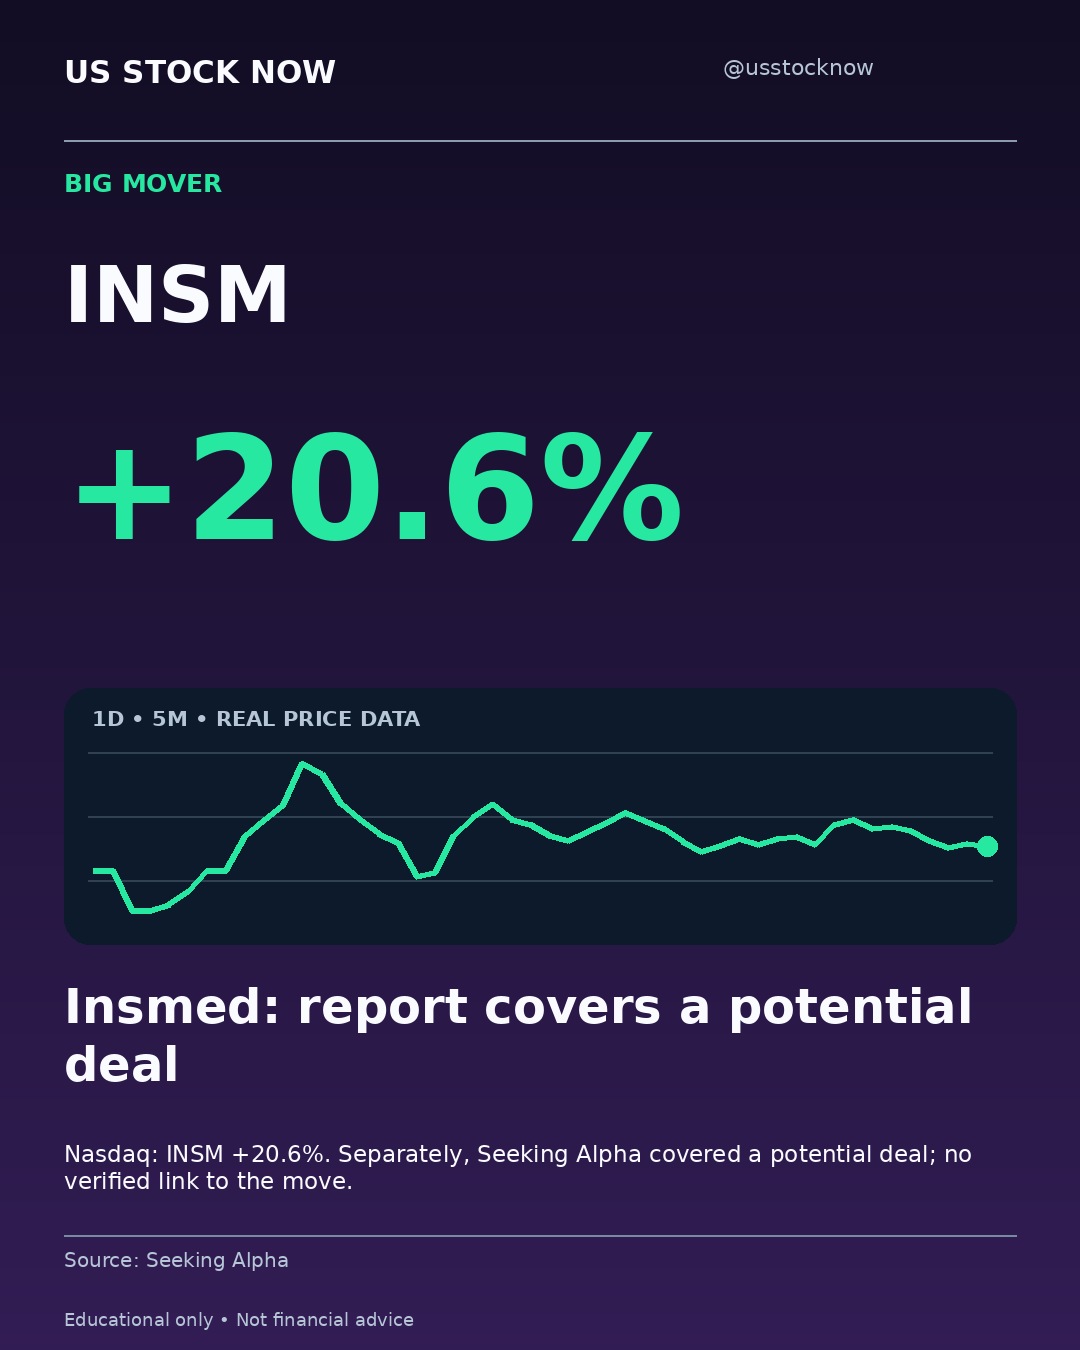 US STOCK NOW
@usstocknow
BIG MOVER
INSM
+20.6%
1D • 5M • REAL PRICE DATA
Insmed: report covers a potential
deal
Nasdaq: INSM +20.6%. Separately, Seeking Alpha covered a potential deal; no
verified link to the move.
Source: Seeking Alpha
Educational only • Not financial advice